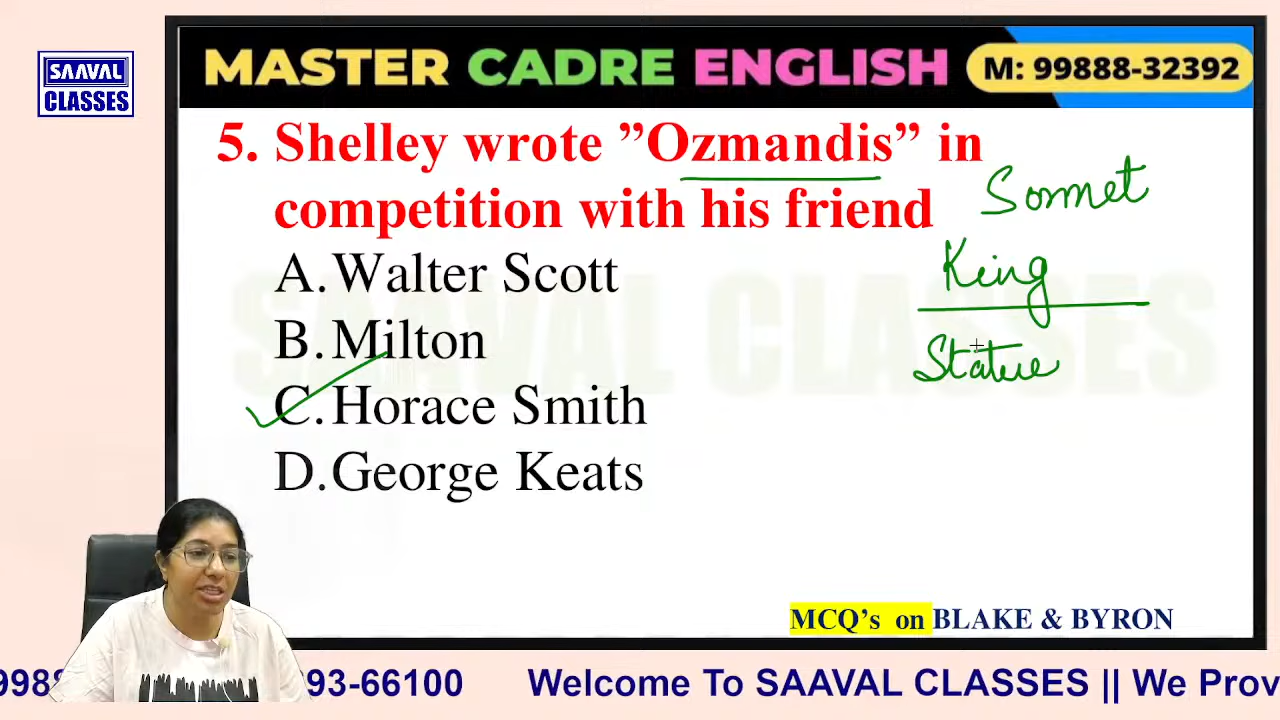 SAAVAL
CLASSES
MASTER CADRE ENGLISH
M: 99888-32392
5. Shelley wrote ”Ozmandis” in
competition with his friend
Sonnet
King
Statue
A. Walter Scott
B. Milton
C. Horace Smith
D. George Keats
SAAVAL CLASSES
MCQ’s on BLAKE & BYRON
93-66100 Welcome To SAAVAL CLASSES || We Prov